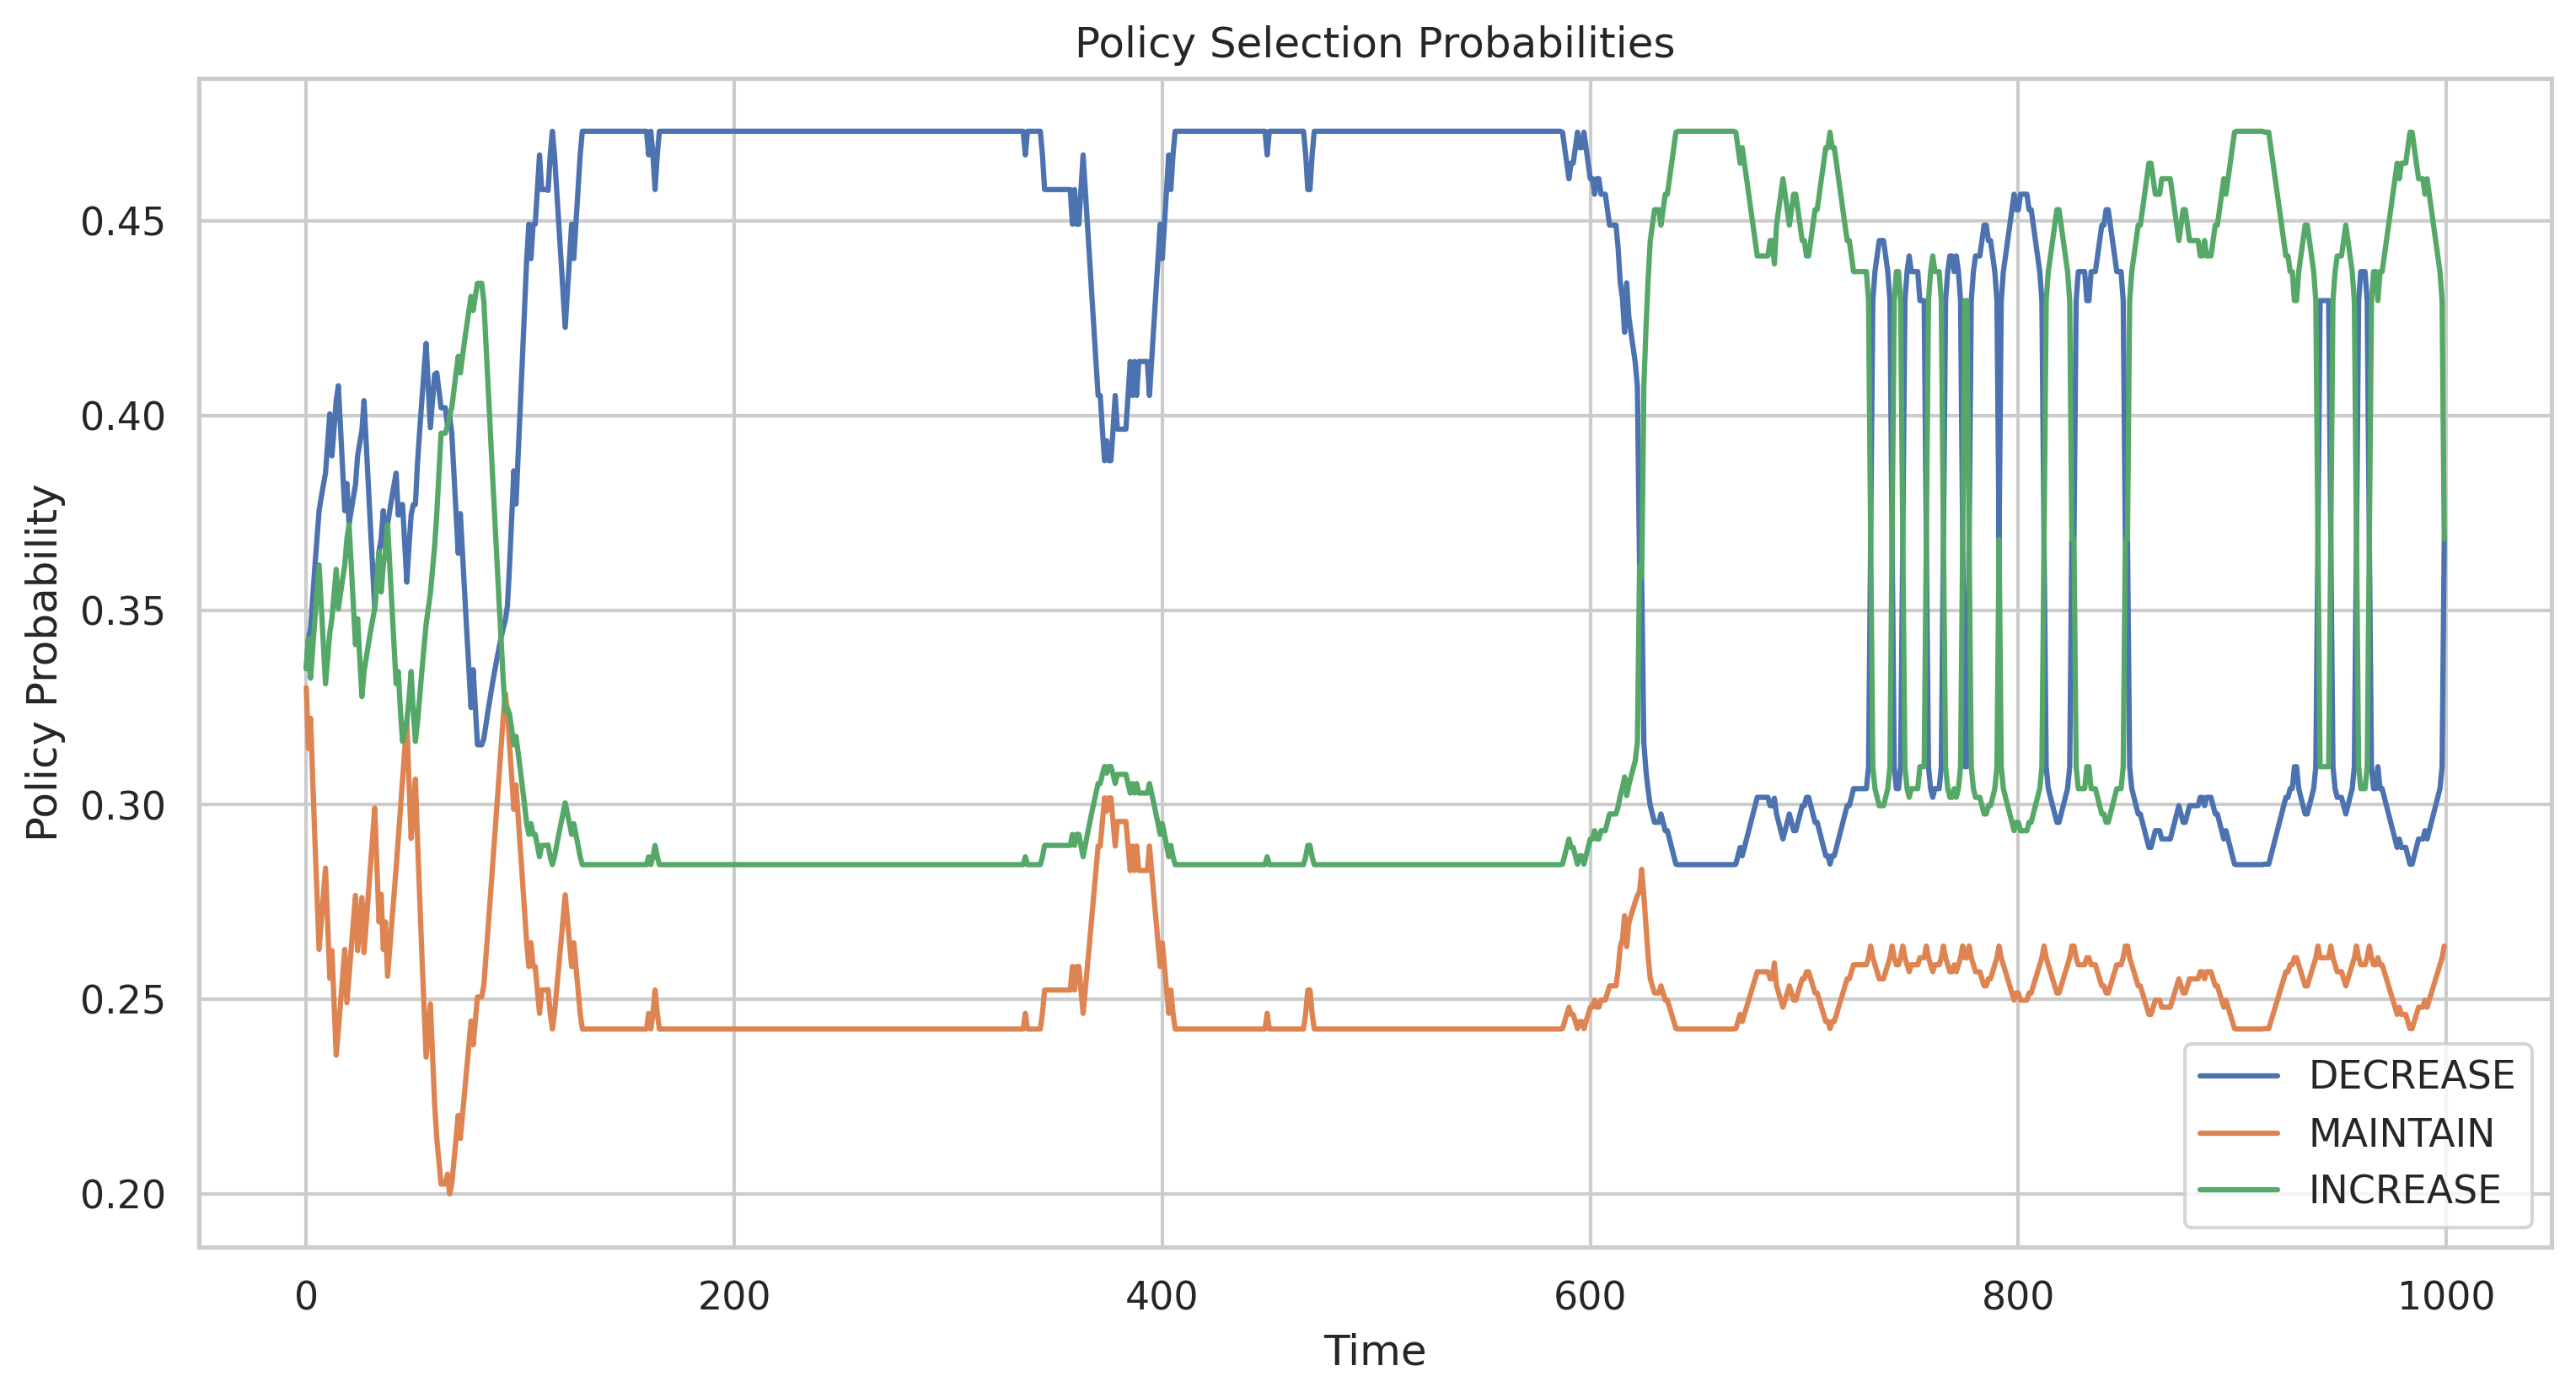 Policy Selection Probabilities
Policy Probability
0.45
0.40
0.35
0.30
0.25
0.20
0 200 400 600 800 1000
Time
DECREASE
MAINTAIN
INCREASE